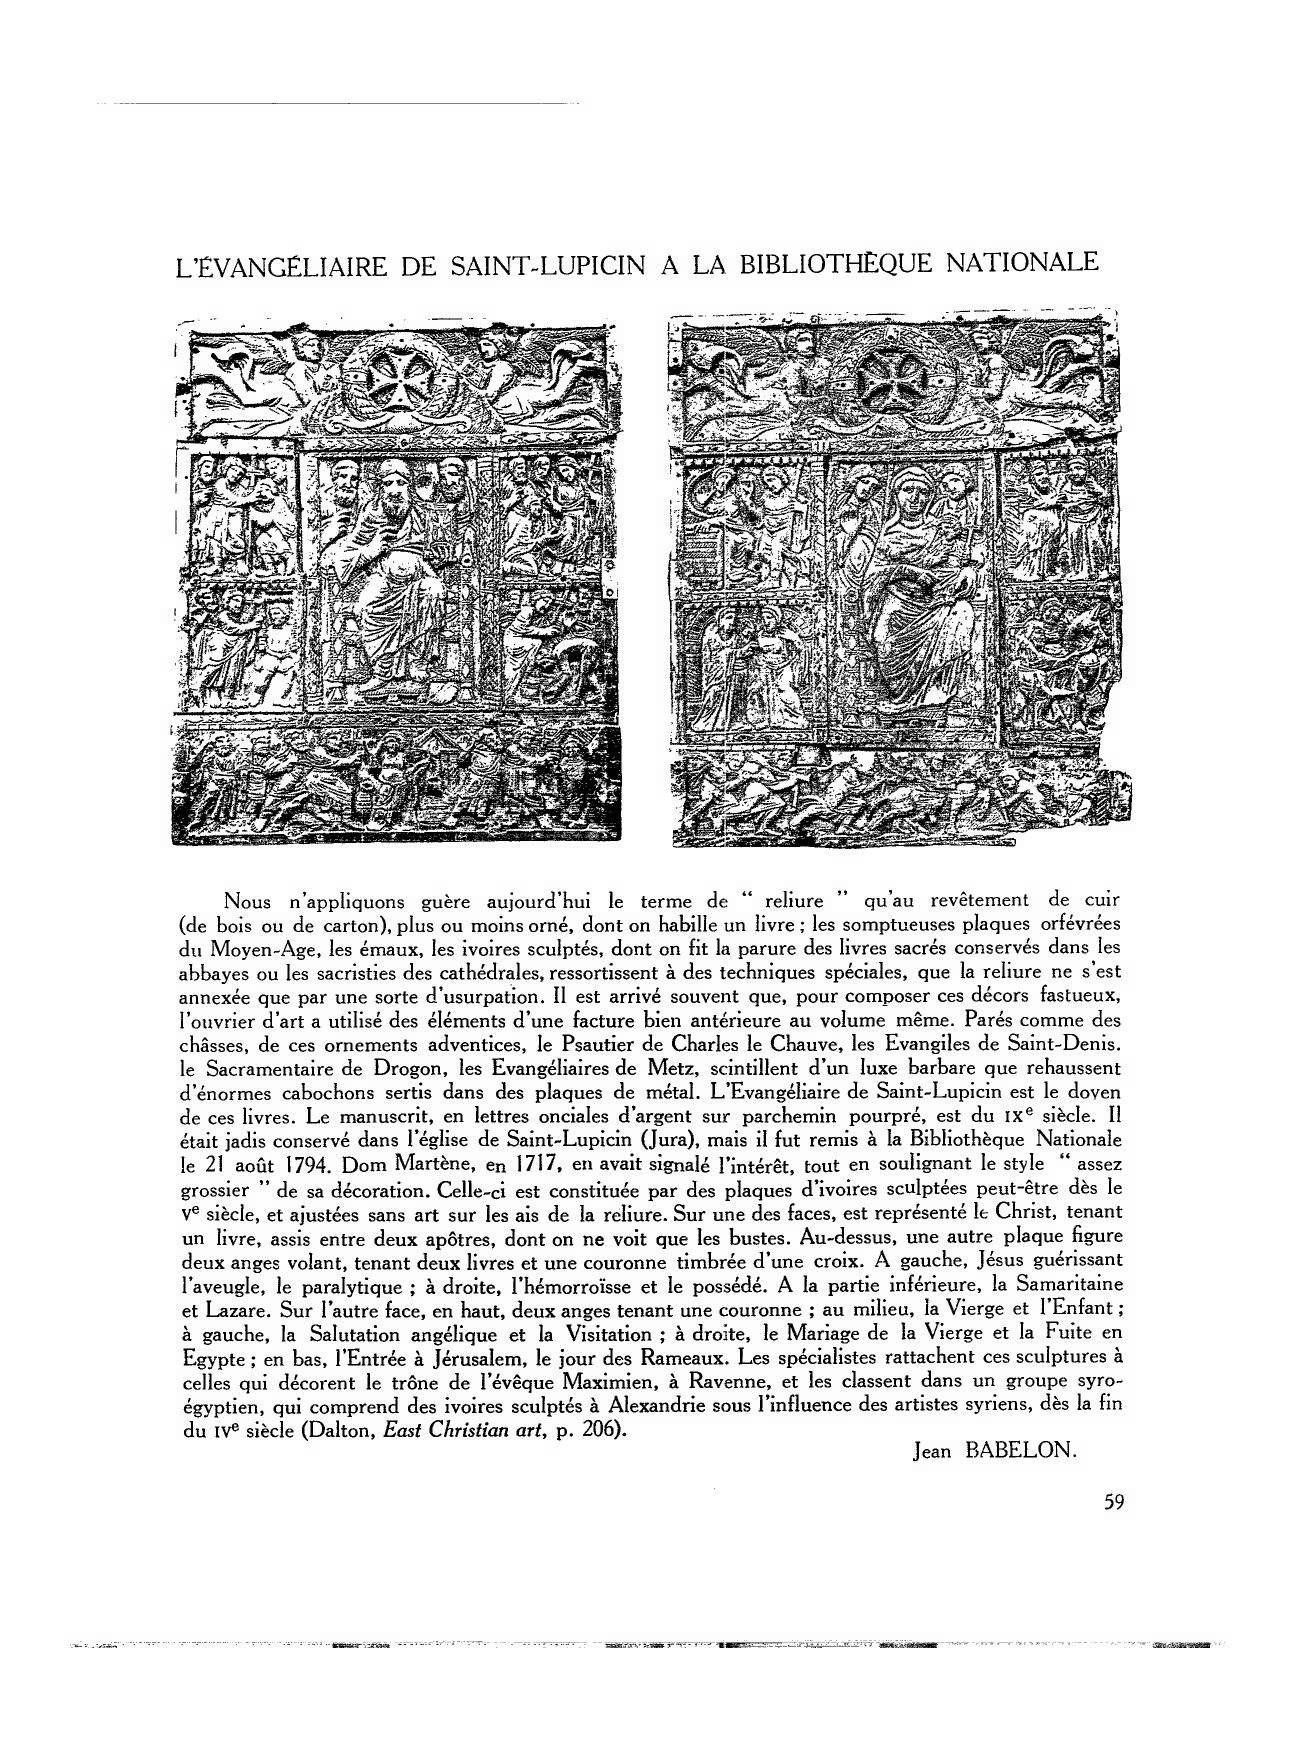 L'ÉVANGÉLIAIRE DE SAINT-LUPICIN A LA BIBLIOTHÈQUE NATIONALE
Nous n'appliquons guère aujourd'hui le terme de “ reliure ” qu'au revêtement de cuir
(de bois ou de carton), plus ou moins orné, dont on habille un livre ; les somptueuses plaques orfévrées
du Moyen-Age, les émaux, les ivoires sculptés, dont on fit la parure des livres sacrés conservés dans les
abbayes ou les sacristies des cathédrales, ressortissent à des techniques spéciales, que la reliure ne s'est
annexée que par une sorte d'usurpation. Il est arrivé souvent que, pour composer ces décors fastueux,
l'ouvrier d'art a utilisé des éléments d'une facture bien antérieure au volume même. Parés comme des
châsses, de ces ornements adventices, le Psautier de Charles le Chauve, les Evangiles de Saint-Denis.
le Sacramentaire de Drogon, les Evangéliaires de Metz, scintillent d'un luxe barbare que rehaussent
d'énormes cabochons sertis dans des plaques de métal. L'Evangéliaire de Saint-Lupicin est le doyen
de ces livres. Le manuscrit, en lettres onciales d'argent sur parchemin pourpré, est du IXe siècle. Il
était jadis conservé dans l'église de Saint-Lupicin (Jura), mais il fut remis à la Bibliothèque Nationale
le 21 août 1794. Dom Martène, en 1717, en avait signalé l'intérêt, tout en soulignant le style “ assez
grossier ” de sa décoration. Celle-ci est constituée par des plaques d'ivoires sculptées peut-être dès le
Ve siècle, et ajustées sans art sur les ais de la reliure. Sur une des faces, est représenté le Christ, tenant
un livre, assis entre deux apôtres, dont on ne voit que les bustes. Au-dessus, une autre plaque figure
deux anges volant, tenant deux livres et une couronne timbrée d'une croix. A gauche, Jésus guérissant
l'aveugle, le paralytique ; à droite, l'hémorroïsse et le possédé. A la partie inférieure, la Samaritaine
et Lazare. Sur l'autre face, en haut, deux anges tenant une couronne ; au milieu, la Vierge et l'Enfant ;
à gauche, la Salutation angélique et la Visitation ; à droite, le Mariage de la Vierge et la Fuite en
Egypte ; en bas, l'Entrée à Jérusalem, le jour des Rameaux. Les spécialistes rattachent ces sculptures à
celles qui décorent le trône de l'évêque Maximien, à Ravenne, et les classent dans un groupe syro-
égyptien, qui comprend des ivoires sculptés à Alexandrie sous l'influence des artistes syriens, dès la fin
du IVe siècle (Dalton, East Christian art, p. 206).
Jean BABELON.
59